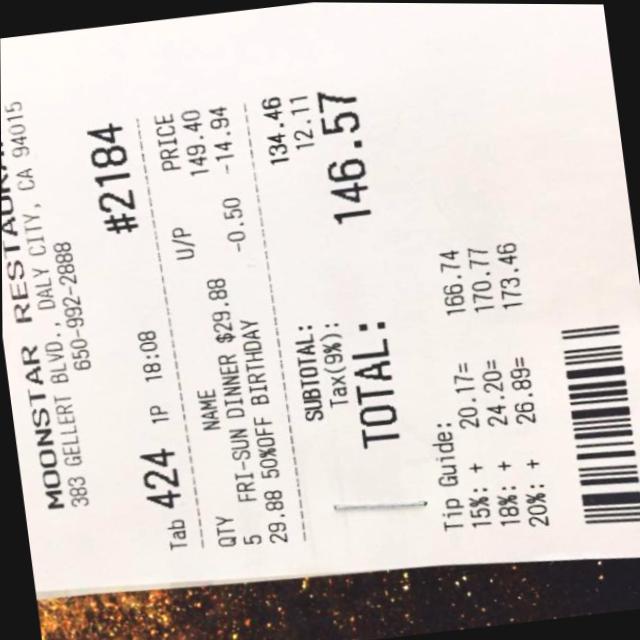 MOONSTAR RESTAURA
383 GELLERT BLVD., DALY CITY, CA 94015
650-992-2888
#2184
Tab 424 1P 18:08
QTY NAME U/P PRICE
5 FRI-SUN DINNER $29.88 149.40
29.88 50%OFF BIRTHDAY -0.50 -14.94
SUBTOTAL: 134.46
Tax(9%): 12.11
TOTAL: 146.57
Tip Guide:
15%: + 20.17= 166.74
18%: + 24.20= 170.77
20%: + 26.89= 173.46